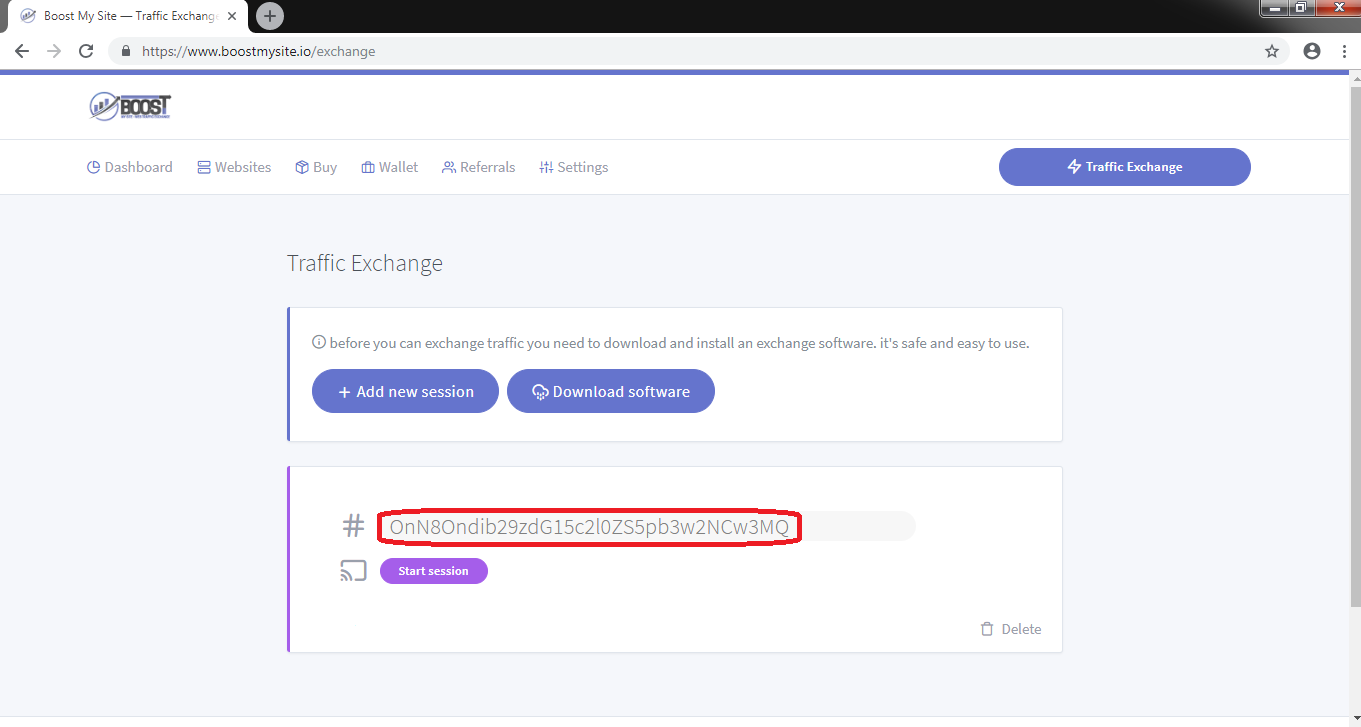 Boost My Site — Traffic Exchange
https://www.boostmysite.io/exchange
BOOST
Dashboard Websites Buy Wallet Referrals Settings Traffic Exchange
Traffic Exchange
before you can exchange traffic you need to download and install an exchange software. it's safe and easy to use.
+ Add new session Download software
# OnN8Ondib29zdG15c2l0ZS5pb3w2NCw3MQ
Start session
Delete